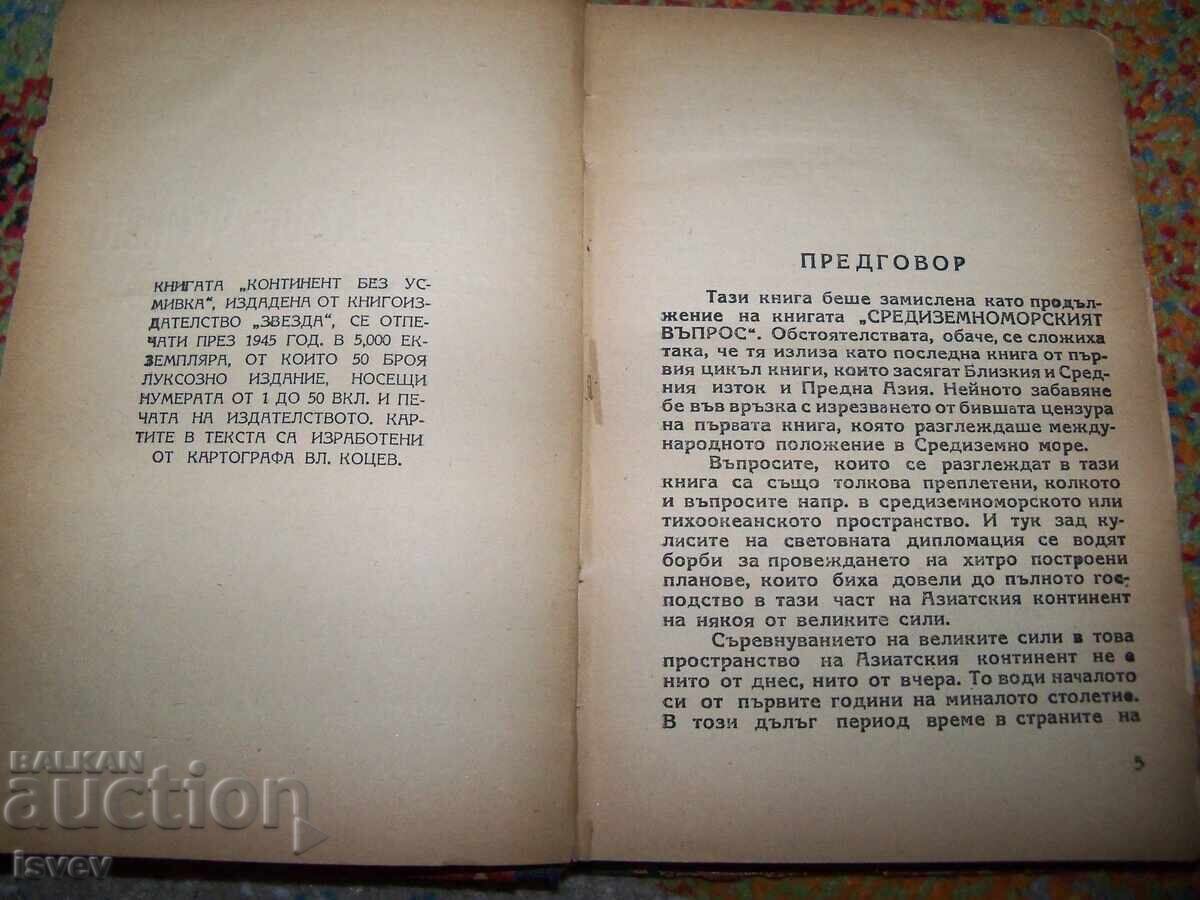 КНИГАТА „КОНТИНЕНТ БЕЗ УС-
МИВКА“, ИЗДАДЕНА ОТ КНИГОИЗ-
ДАТЕЛСТВО „ЗВЕЗДА“, СЕ ОТПЕ-
ЧАТИ ПРЕЗ 1945 ГОД. В 5,000 ЕК-
ЗЕМПЛЯРА, ОТ КОИТО 50 БРОЯ
ЛУКСОЗНО ИЗДАНИЕ, НОСЕЩИ
НУМЕРАТА ОТ 1 ДО 50 ВКЛ. И ПЕ-
ЧАТА НА ИЗДАТЕЛСТВОТО. КАР-
ТИТЕ В ТЕКСТА СА ИЗРАБОТЕНИ
ОТ КАРТОГРАФА ВЛ. КОЦЕВ.
ПРЕДГОВОР
Тази книга беше замислена като продъл-
жение на книгата „СРЕДИЗЕМНОМОРСКИЯТ
ВЪПРОС“. Обстоятелствата, обаче, се сложиха
така, че тя излиза като последна книга от пър-
вия цикъл книги, които засягат Близкия и Сред-
ния изток и Предна Азия. Нейното забавяне
бе във връзка с изрезването от бившата цензура
на първата книга, която разглеждаше между-
народното положение в Средиземно море.
Въпросите, които се разглеждат в тази
книга са също толкова преплетени, колкото
и въпросите напр. в средиземноморското или
тихоокеанското пространство. И тук зад ку-
лисите на световната дипломация се водят
борби за провеждането на хитро построени
планове, които биха довели до пълното гос-
подство в тази част на Азиатския континент
на някоя от великите сили.
Съревнуванието на великите сили в това
пространство на Азиатския континент не е
нито от днес, нито от вчера. То води началото
си от първите години на миналото столетие.
В този дълъг период време в страните на
5
BALKAN
auction
isvev